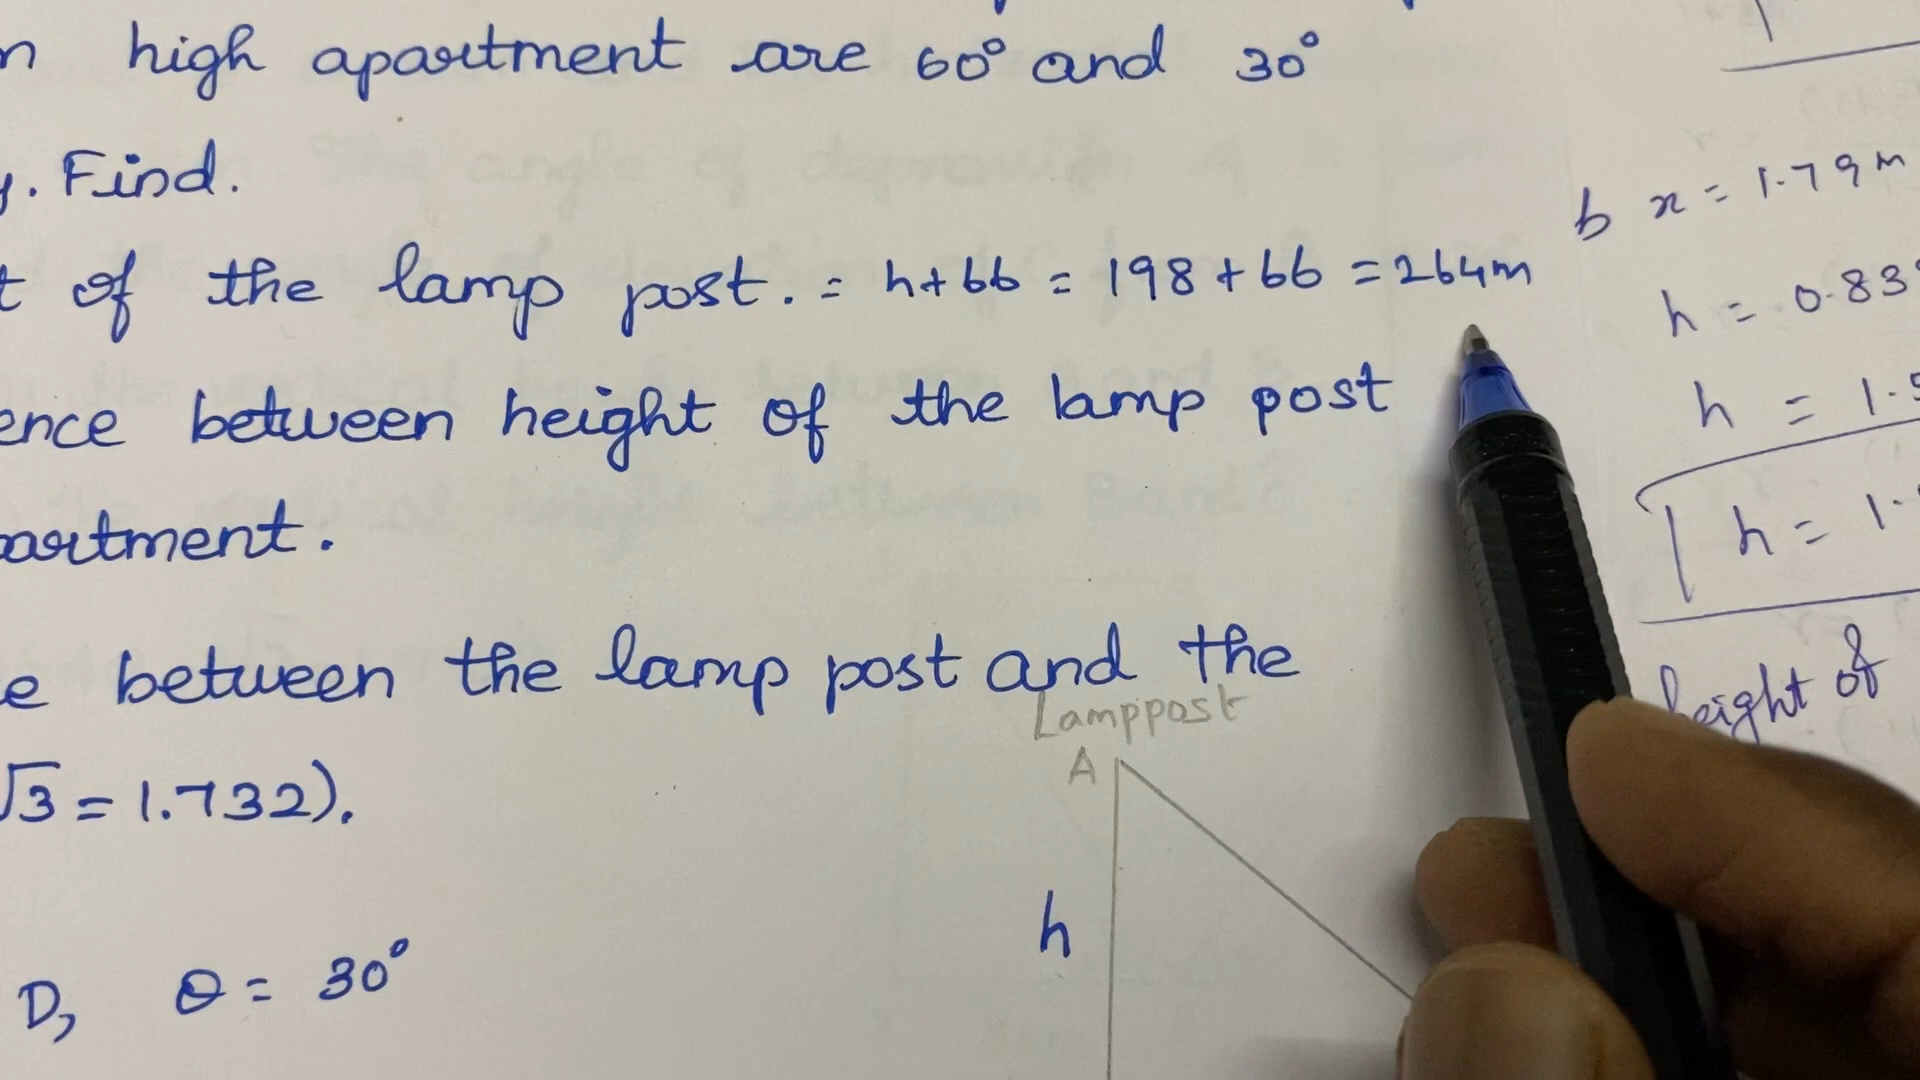 high apartment are 60° and 30°
y. Find.
t of the lamp post. = h+66 = 198 + 66 = 264m
ence between height of the lamp post
partment.
e between the lamp post and the
√3 = 1.732).
D, θ = 30°
Lamppost
A
h
b x = 1.79m
h = 0.83
h = 1.5
h = 1.
height of